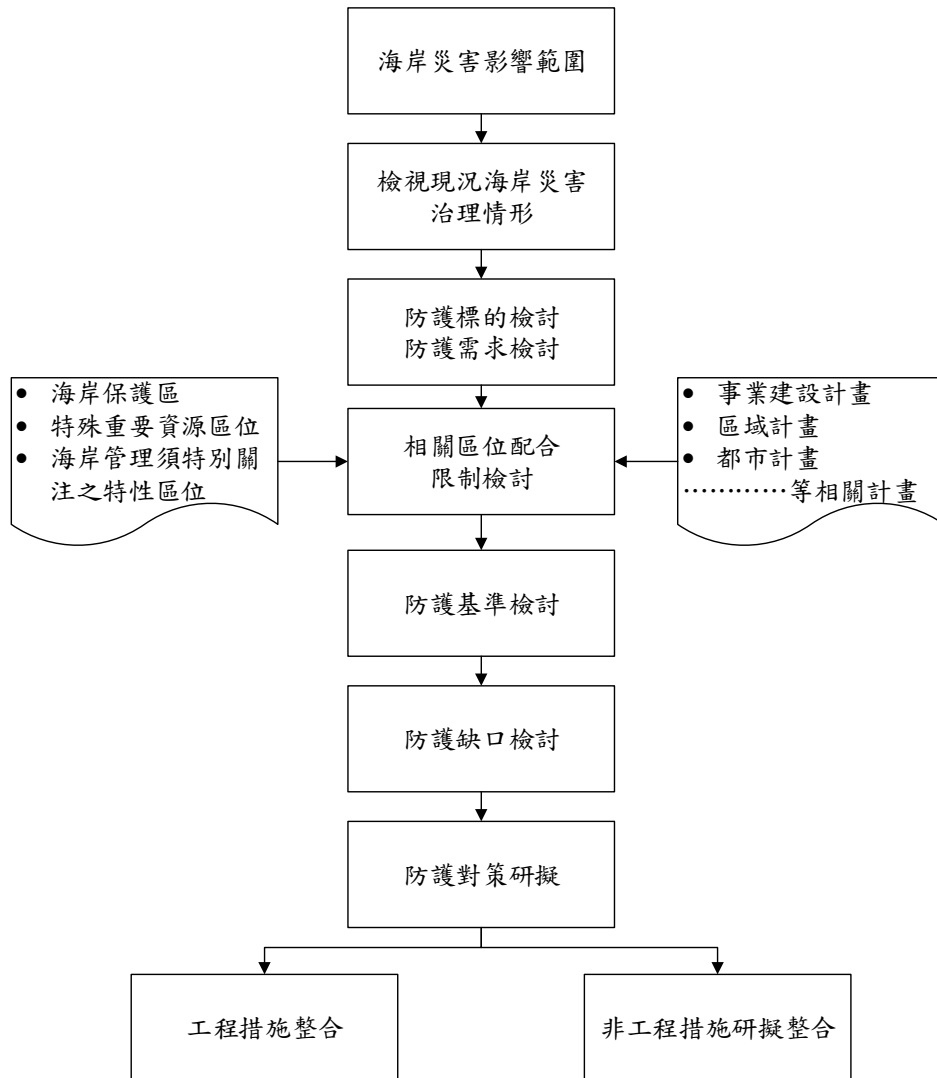 海岸災害影響範圍
檢視現況海岸災害
治理情形
防護標的檢討
防護需求檢討
• 海岸保護區
• 特殊重要資源區位
• 海岸管理須特別關
注之特性區位
相關區位配合
限制檢討
• 事業建設計畫
• 區域計畫
• 都市計畫
…………等相關計畫
防護基準檢討
防護缺口檢討
防護對策研擬
工程措施整合
非工程措施研擬整合